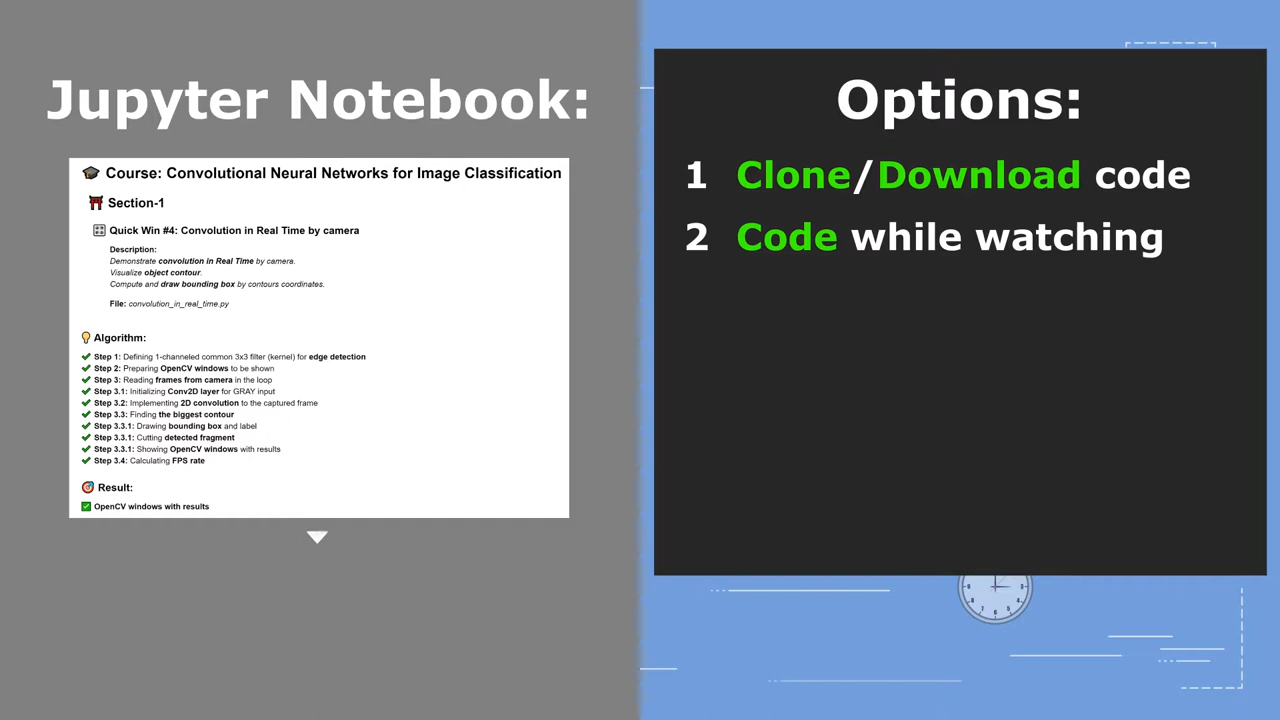 Jupyter Notebook:
Course: Convolutional Neural Networks for Image Classification
Section-1
Quick Win #4: Convolution in Real Time by camera
Description:
Demonstrate convolution in Real Time by camera.
Visualize object contour.
Compute and draw bounding box by contours coordinates.
File: convolution_in_real_time.py
Algorithm:
Step 1: Defining 1-channeled common 3x3 filter (kernel) for edge detection
Step 2: Preparing OpenCV windows to be shown
Step 3: Reading frames from camera in the loop
Step 3.1: Initializing Conv2D layer for GRAY input
Step 3.2: Implementing 2D convolution to the captured frame
Step 3.3: Finding the biggest contour
Step 3.3.1: Drawing bounding box and label
Step 3.3.1: Cutting detected fragment
Step 3.3.1: Showing OpenCV windows with results
Step 3.4: Calculating FPS rate
Result:
OpenCV windows with results
Options:
1 Clone/Download code
2 Code while watching